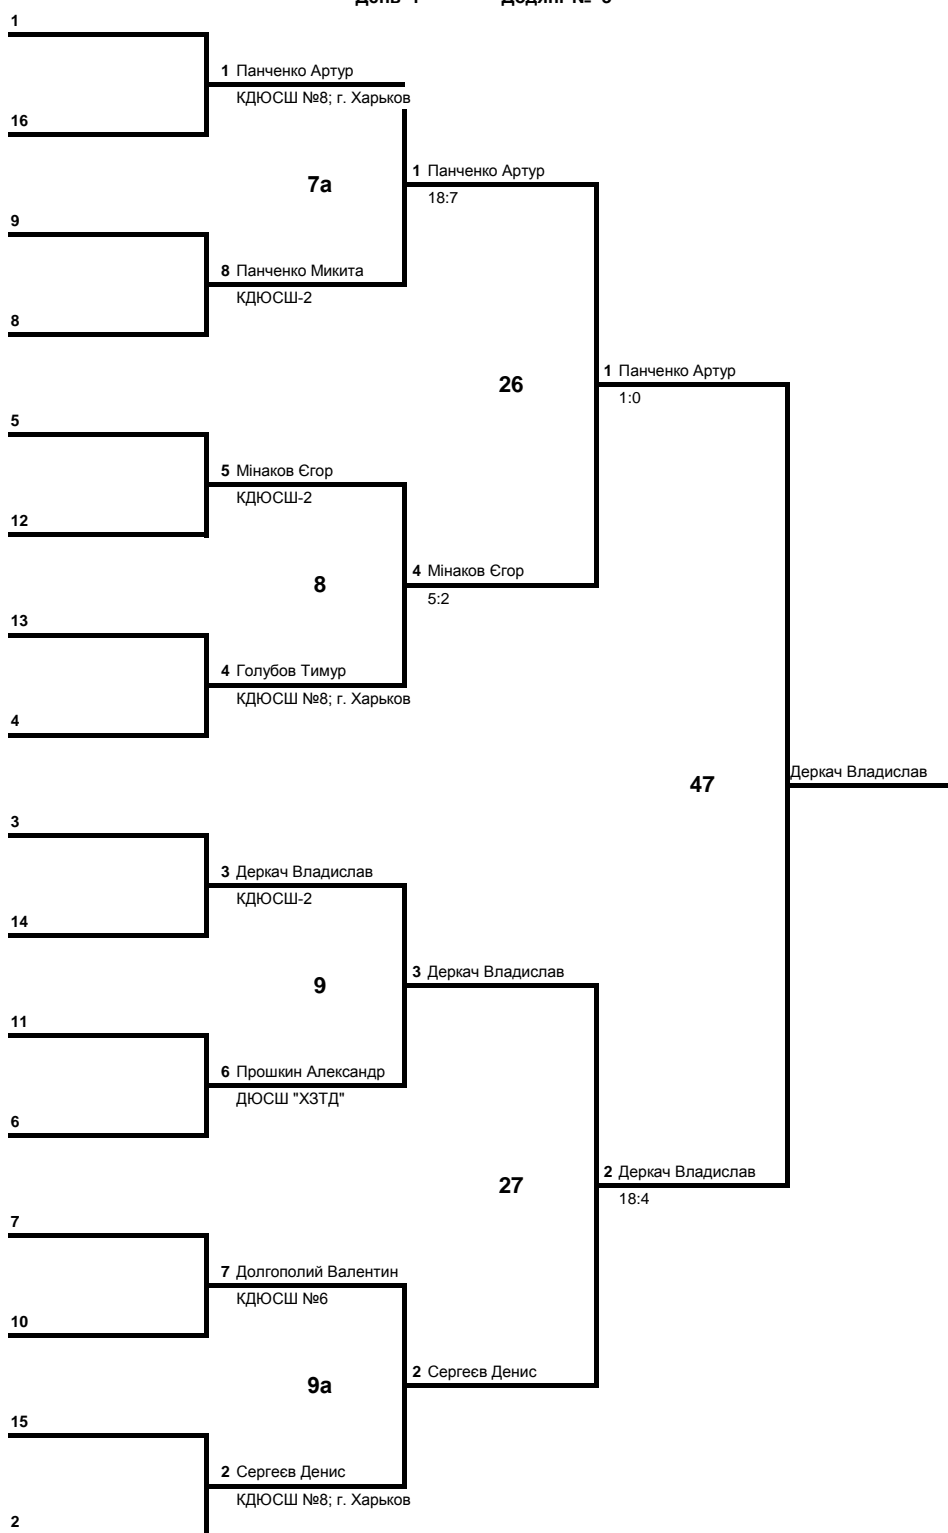 1
1 Панченко Артур
КДЮСШ №8; г. Харьков
16
1 Панченко Артур
7а
18:7
9
8 Панченко Микита
КДЮСШ-2
8
1 Панченко Артур
26
1:0
5
5 Мінаков Єгор
КДЮСШ-2
12
4 Мінаков Єгор
8
5:2
13
4 Голубов Тимур
КДЮСШ №8; г. Харьков
4
Деркач Владислав
47
3
3 Деркач Владислав
КДЮСШ-2
14
3 Деркач Владислав
9
11
6 Прошкин Александр
ДЮСШ "ХЗТД"
6
2 Деркач Владислав
27
18:4
7
7 Долгополий Валентин
КДЮСШ №6
10
2 Сергеєв Денис
9а
15
2 Сергеєв Денис
КДЮСШ №8; г. Харьков
2